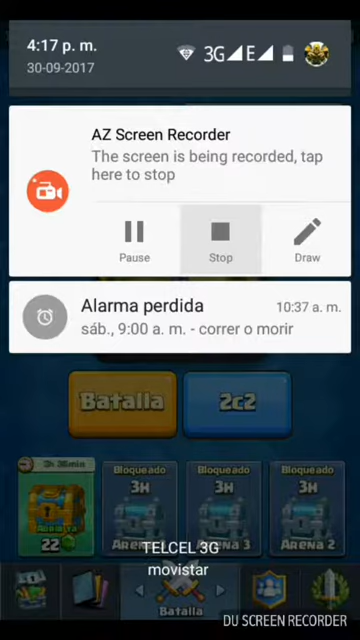 4:17 p. m.
3G E
30-09-2017
AZ Screen Recorder
The screen is being recorded, tap
here to stop
Pause
Stop
Draw
Alarma perdida
10:37 a. m.
sáb., 9:00 a. m. - correr o morir
Batalla
2c2
Bloqueado
Bloqueado
Bloqueado
3H
3H
3H
22
Arena 3
Arena 2
TELCEL 3G
movistar
Batalla
DU SCREEN RECORDER